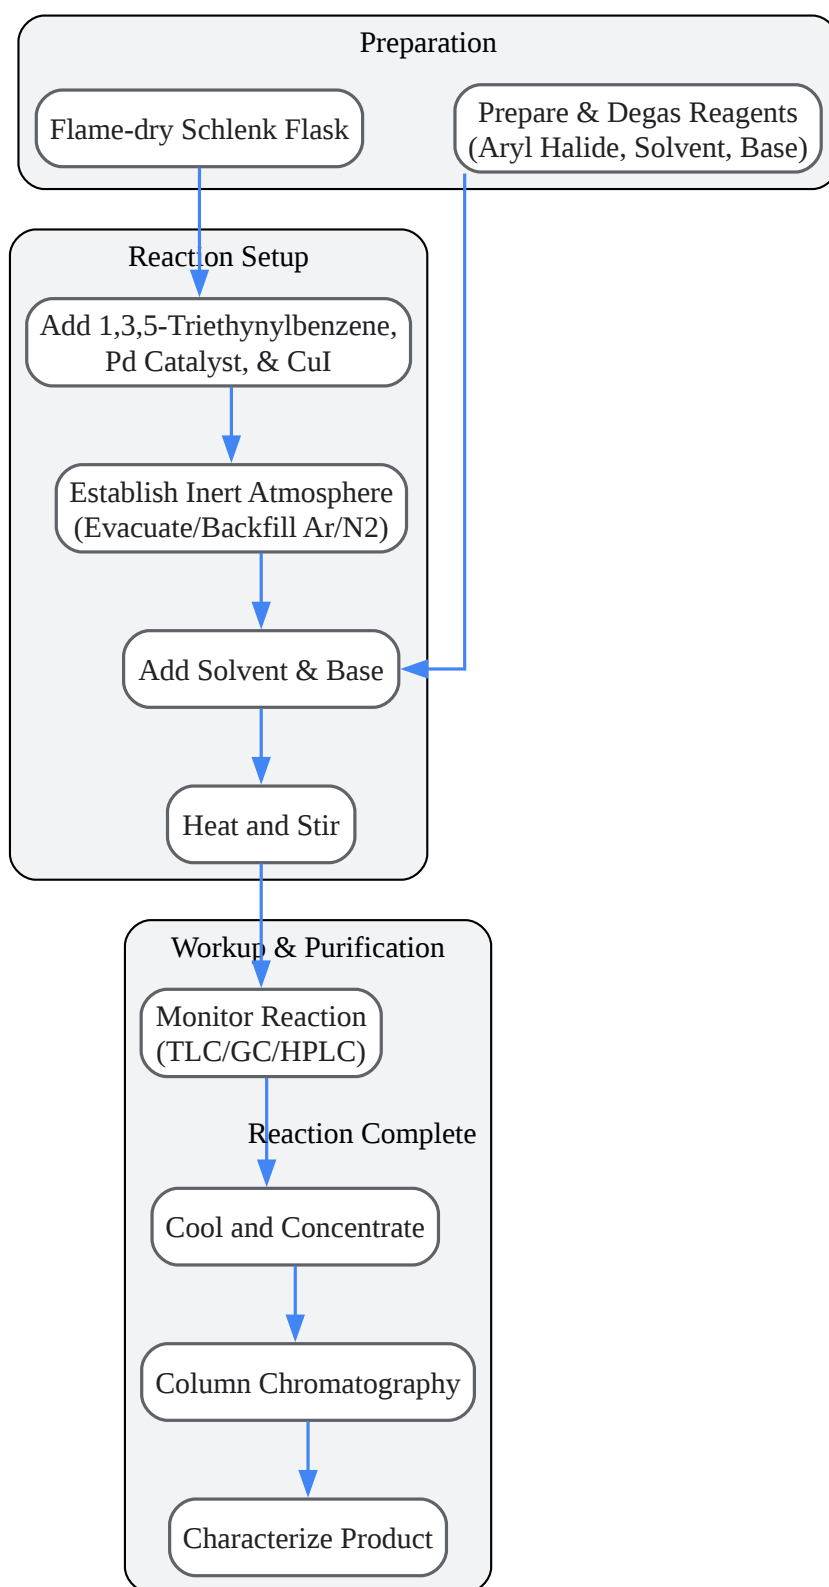 Preparation
Flame-dry Schlenk Flask
Prepare & Degas Reagents
(Aryl Halide, Solvent, Base)
Reaction Setup
Add 1,3,5-Triethynylbenzene,
Pd Catalyst, & CuI
Establish Inert Atmosphere
(Evacuate/Backfill Ar/N2)
Add Solvent & Base
Heat and Stir
Workup & Purification
Monitor Reaction
(TLC/GC/HPLC)
Reaction Complete
Cool and Concentrate
Column Chromatography
Characterize Product